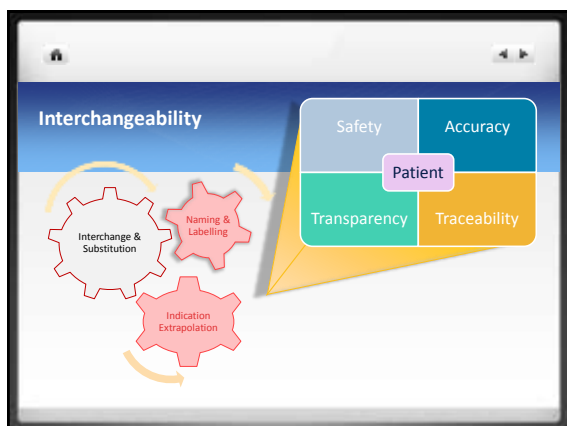 Interchangeability
Safety
Accuracy
Patient
Transparency
Traceability
Naming &
Labelling
Interchange &
Substitution
Indication
Extrapolation